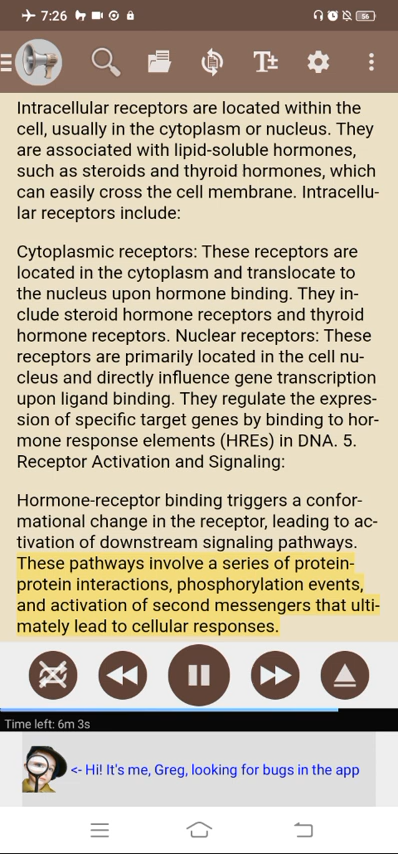 7:26
56
T±
Intracellular receptors are located within the
cell, usually in the cytoplasm or nucleus. They
are associated with lipid-soluble hormones,
such as steroids and thyroid hormones, which
can easily cross the cell membrane. Intracellu-
lar receptors include:
Cytoplasmic receptors: These receptors are
located in the cytoplasm and translocate to
the nucleus upon hormone binding. They in-
clude steroid hormone receptors and thyroid
hormone receptors. Nuclear receptors: These
receptors are primarily located in the cell nu-
cleus and directly influence gene transcription
upon ligand binding. They regulate the expres-
sion of specific target genes by binding to hor-
mone response elements (HREs) in DNA. 5.
Receptor Activation and Signaling:
Hormone-receptor binding triggers a confor-
mational change in the receptor, leading to ac-
tivation of downstream signaling pathways.
These pathways involve a series of protein-
protein interactions, phosphorylation events,
and activation of second messengers that ulti-
mately lead to cellular responses.
Time left: 6m 3s
<- Hi! It's me, Greg, looking for bugs in the app